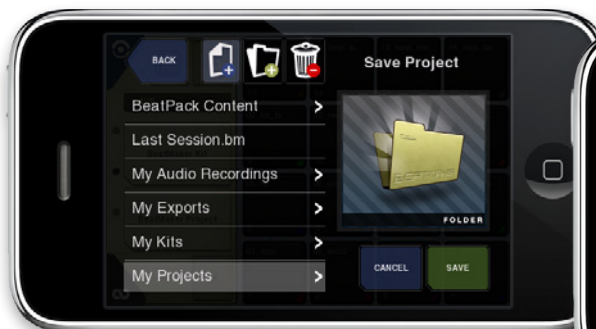 BACK
Save Project
BeatPack Content >
Last Session.bm
My Audio Recordings >
My Exports >
My Kits >
My Projects >
FOLDER
CANCEL
SAVE